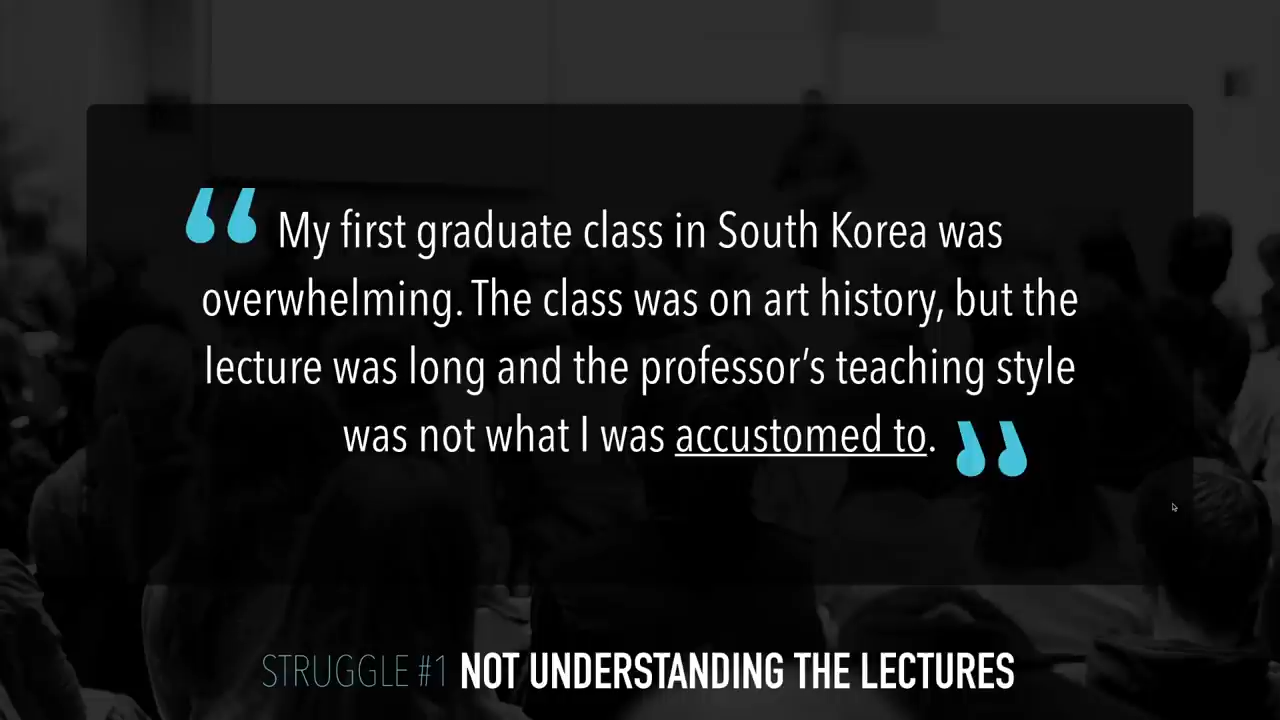 “ My first graduate class in South Korea was
overwhelming. The class was on art history, but the
lecture was long and the professor’s teaching style
was not what I was accustomed to. ”
STRUGGLE #1 NOT UNDERSTANDING THE LECTURES